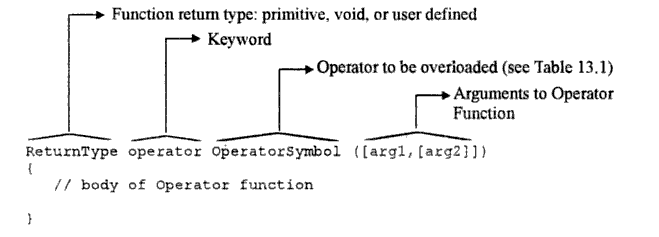 Function return type: primitive, void, or user defined
Keyword
Operator to be overloaded (see Table 13.1)
Arguments to Operator
Function
ReturnType operator OperatorSymbol ([arg1,[arg2]])
{
// body of Operator function
}